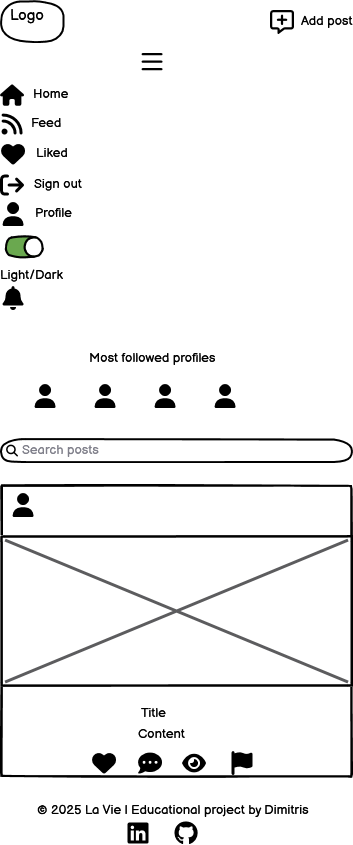 Logo
Add post
Home
Feed
Liked
Sign out
Profile
Light/Dark
Most followed profiles
Search posts
Title
Content
© 2025 La Vie | Educational project by Dimitris